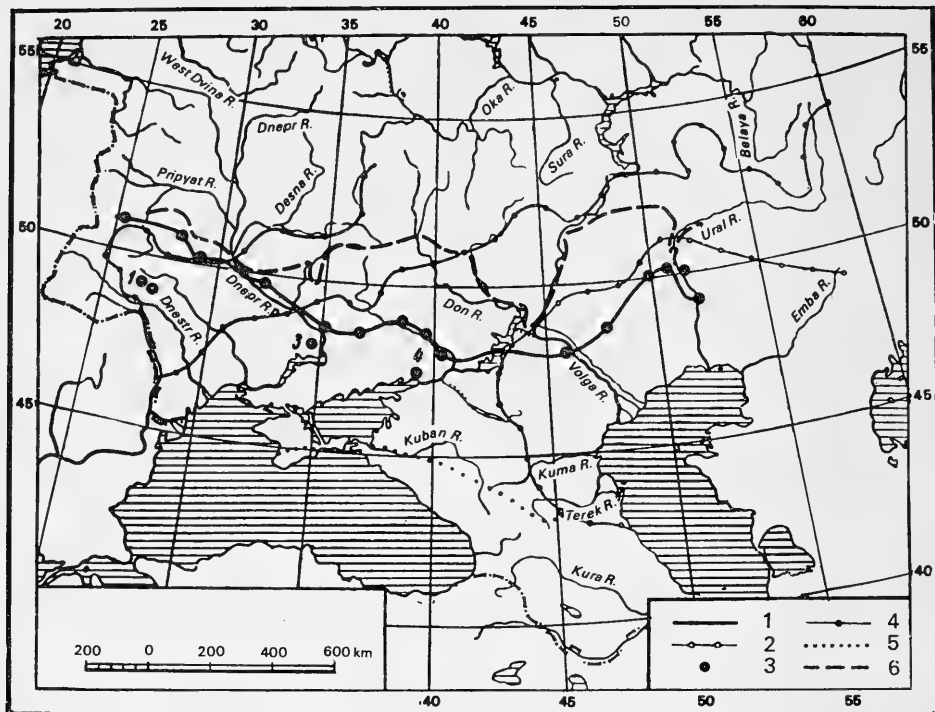 20 25 30 35 40 45 50 55 60
55 55
West Dvina R.
Dnepr R.
Oka R.
Sura R.
Belaya R.
Pripyat R.
Desna R.
50 50
Ural R.
1
Dnestr R.
Dnepr R.
Don R.
Emba R.
3
4
Volga R.
45 45
Kuban R.
Kuma R.
Terek R.
Kura R.
40
200 0 200 600 km
1 4
2 5
3 6
40 45 50 55